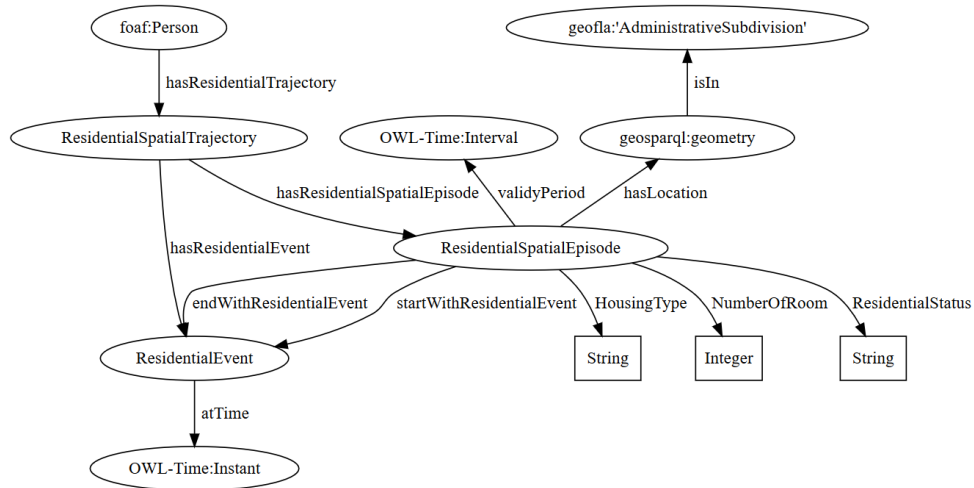 foaf:Person
geofla:'AdministrativeSubdivision'
hasResidentialTrajectory
isIn
ResidentialSpatialTrajectory
OWL-Time:Interval
geosparql:geometry
hasResidentialSpatialEpisode
validyPeriod
hasLocation
hasResidentialEvent
ResidentialSpatialEpisode
endWithResidentialEvent
startWithResidentialEvent
HousingType
NumberOfRoom
ResidentialStatus
ResidentialEvent
String
Integer
String
atTime
OWL-Time:Instant